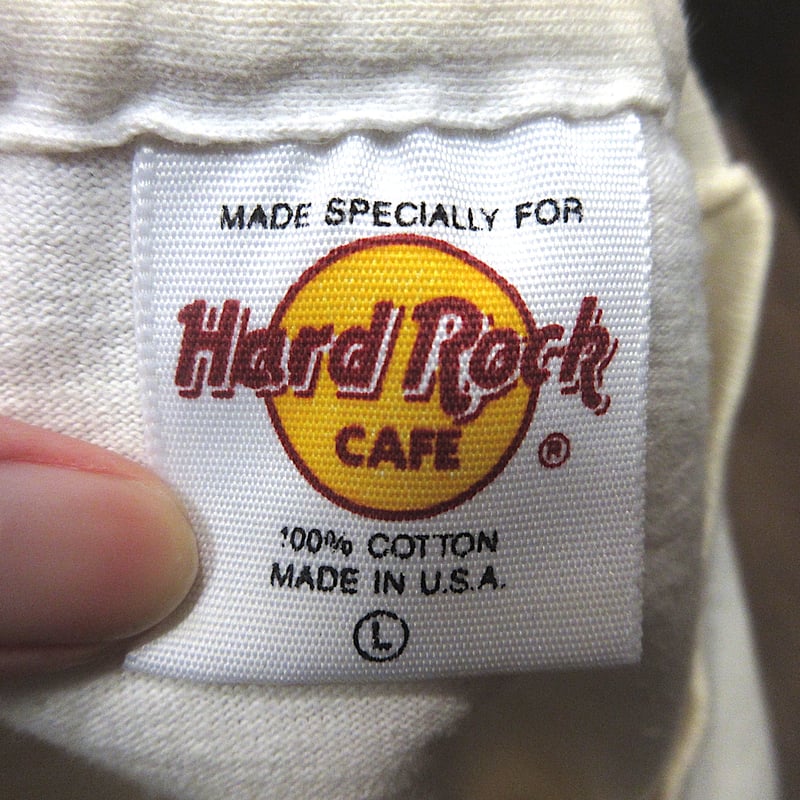 MADE SPECIALLY FOR
Hard Rock
CAFE ®
100% COTTON
MADE IN U.S.A.
L